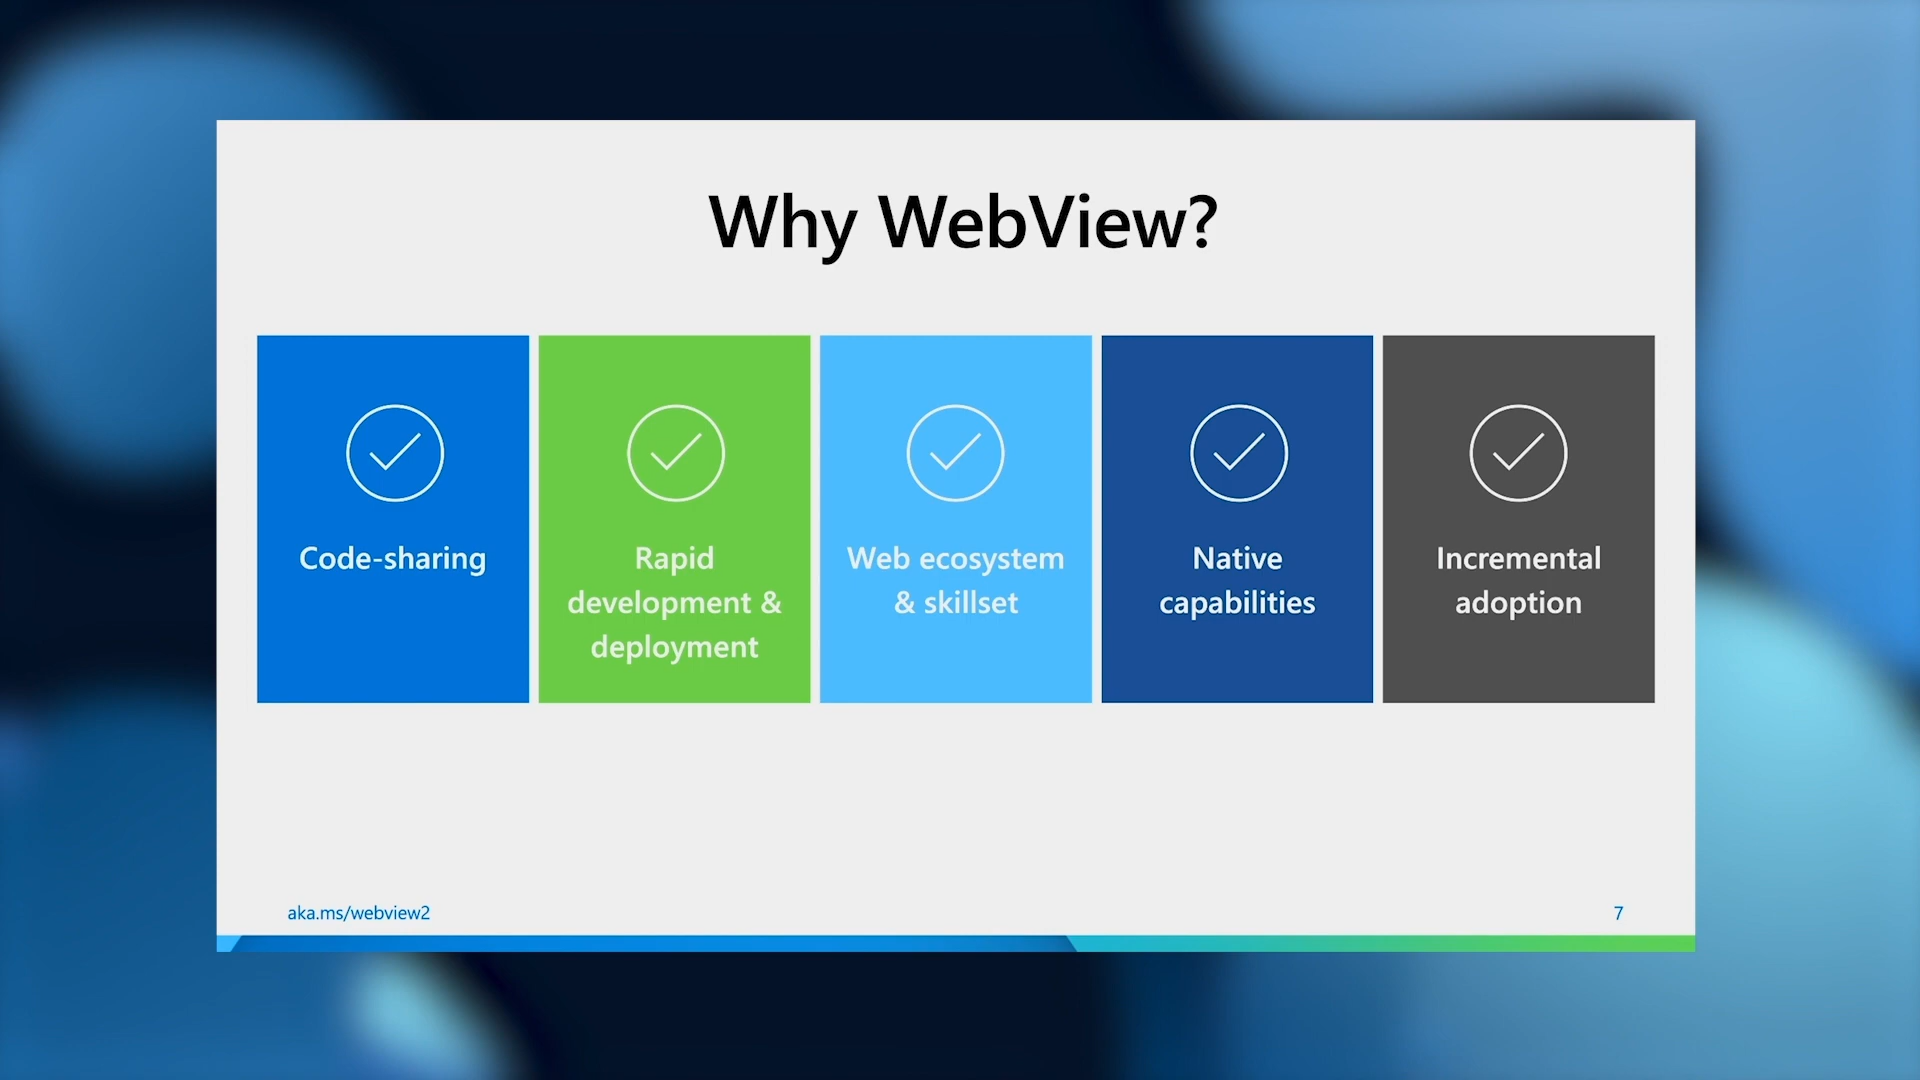 Why WebView?
Code-sharing
Rapid
development &
deployment
Web ecosystem
& skillset
Native
capabilities
Incremental
adoption
aka.ms/webview2
7